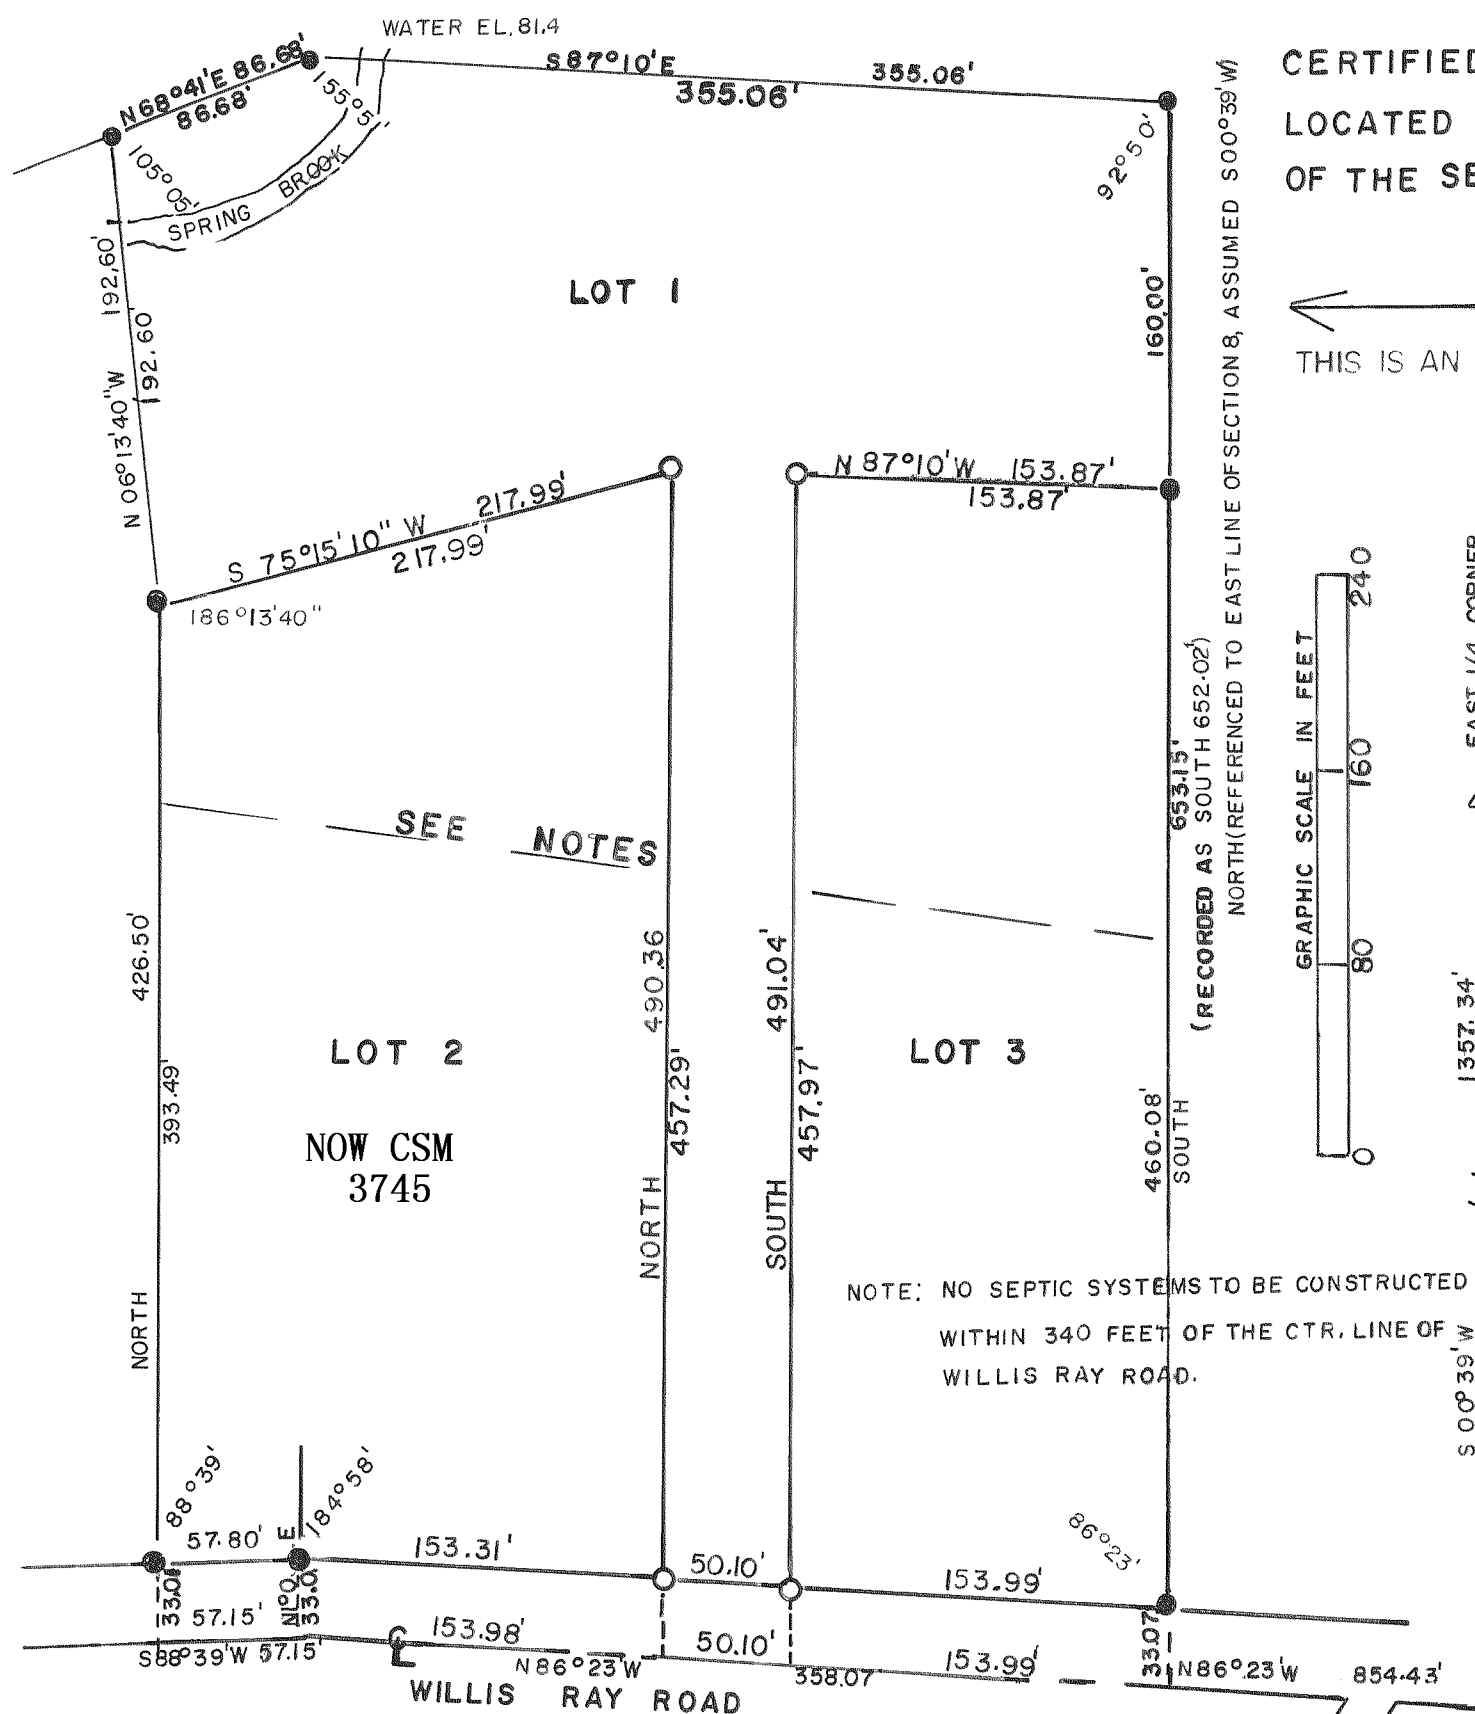 WATER EL. 81.4
CERTIFIED
LOCATED
OF THE SE
N68°41'E 86.68'
86.68'
S87°10'E 355.06'
355.06'
155°51'
105°05'
SPRING BROOK
92°50'
192.60'
192.60'
N 06°13'40"W
LOT 1
160.00'
THIS IS AN
N 87°10'W 153.87'
153.87'
S 75°15'10" W 217.99'
217.99'
186°13'40"
NORTH (REFERENCED TO EAST LINE OF SECTION 8, ASSUMED S00°39'W)
(RECORDED AS SOUTH 652.02')
653.15'
GRAPHIC SCALE IN FEET
240
160
80
0
EAST 1/4 CORNER
1357.34'
S 00°39'W
SEE NOTES
426.50'
393.49'
NORTH
490.36
457.29'
NORTH
491.04'
457.97'
SOUTH
460.08'
SOUTH
LOT 2
LOT 3
NOW CSM
3745
NOTE: NO SEPTIC SYSTEMS TO BE CONSTRUCTED
WITHIN 340 FEET OF THE CTR. LINE OF
WILLIS RAY ROAD.
88°39'
184°58'
86°23'
57.80'
153.31'
50.10'
153.99'
33.01
33.0
33.07
57.15'
153.98'
50.10'
153.99'
S88°39'W 57.15'
N86°23'W
358.07
N86°23'W 854.43'
WILLIS RAY ROAD